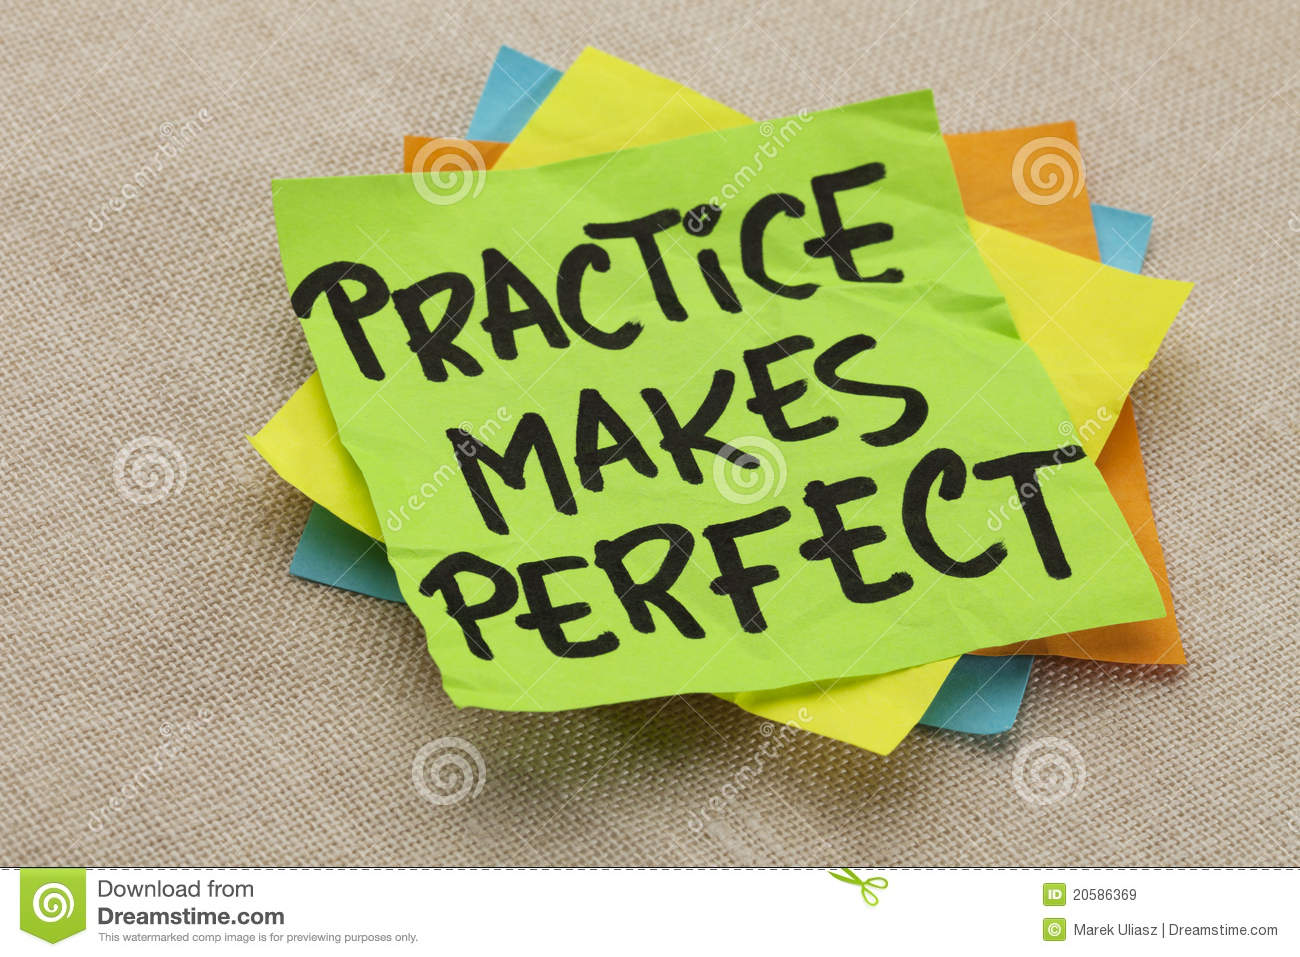 PRACTiCE
MAKES
PERFECT
dreamstime
Download from
Dreamstime.com
This watermarked comp image is for previewing purposes only.
ID 20586369
© Marek Uliasz | Dreamstime.com